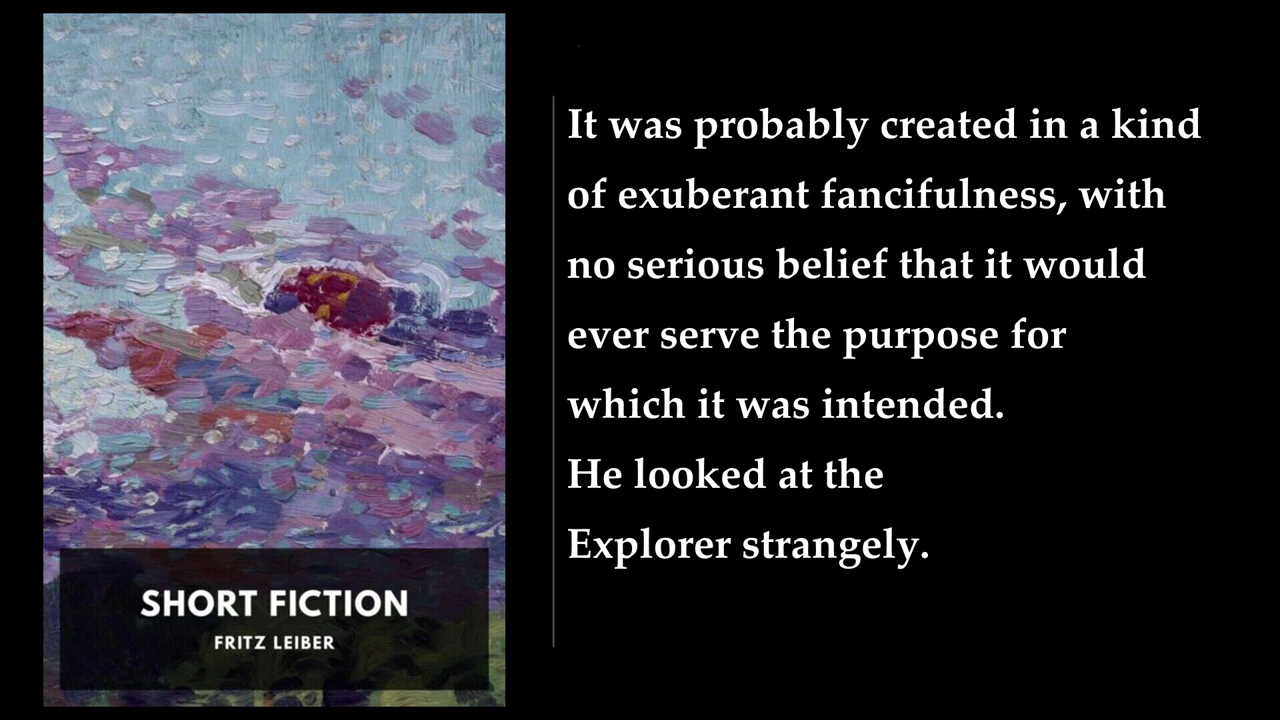 SHORT FICTION
FRITZ LEIBER
It was probably created in a kind
of exuberant fancifulness, with
no serious belief that it would
ever serve the purpose for
which it was intended.
He looked at the
Explorer strangely.